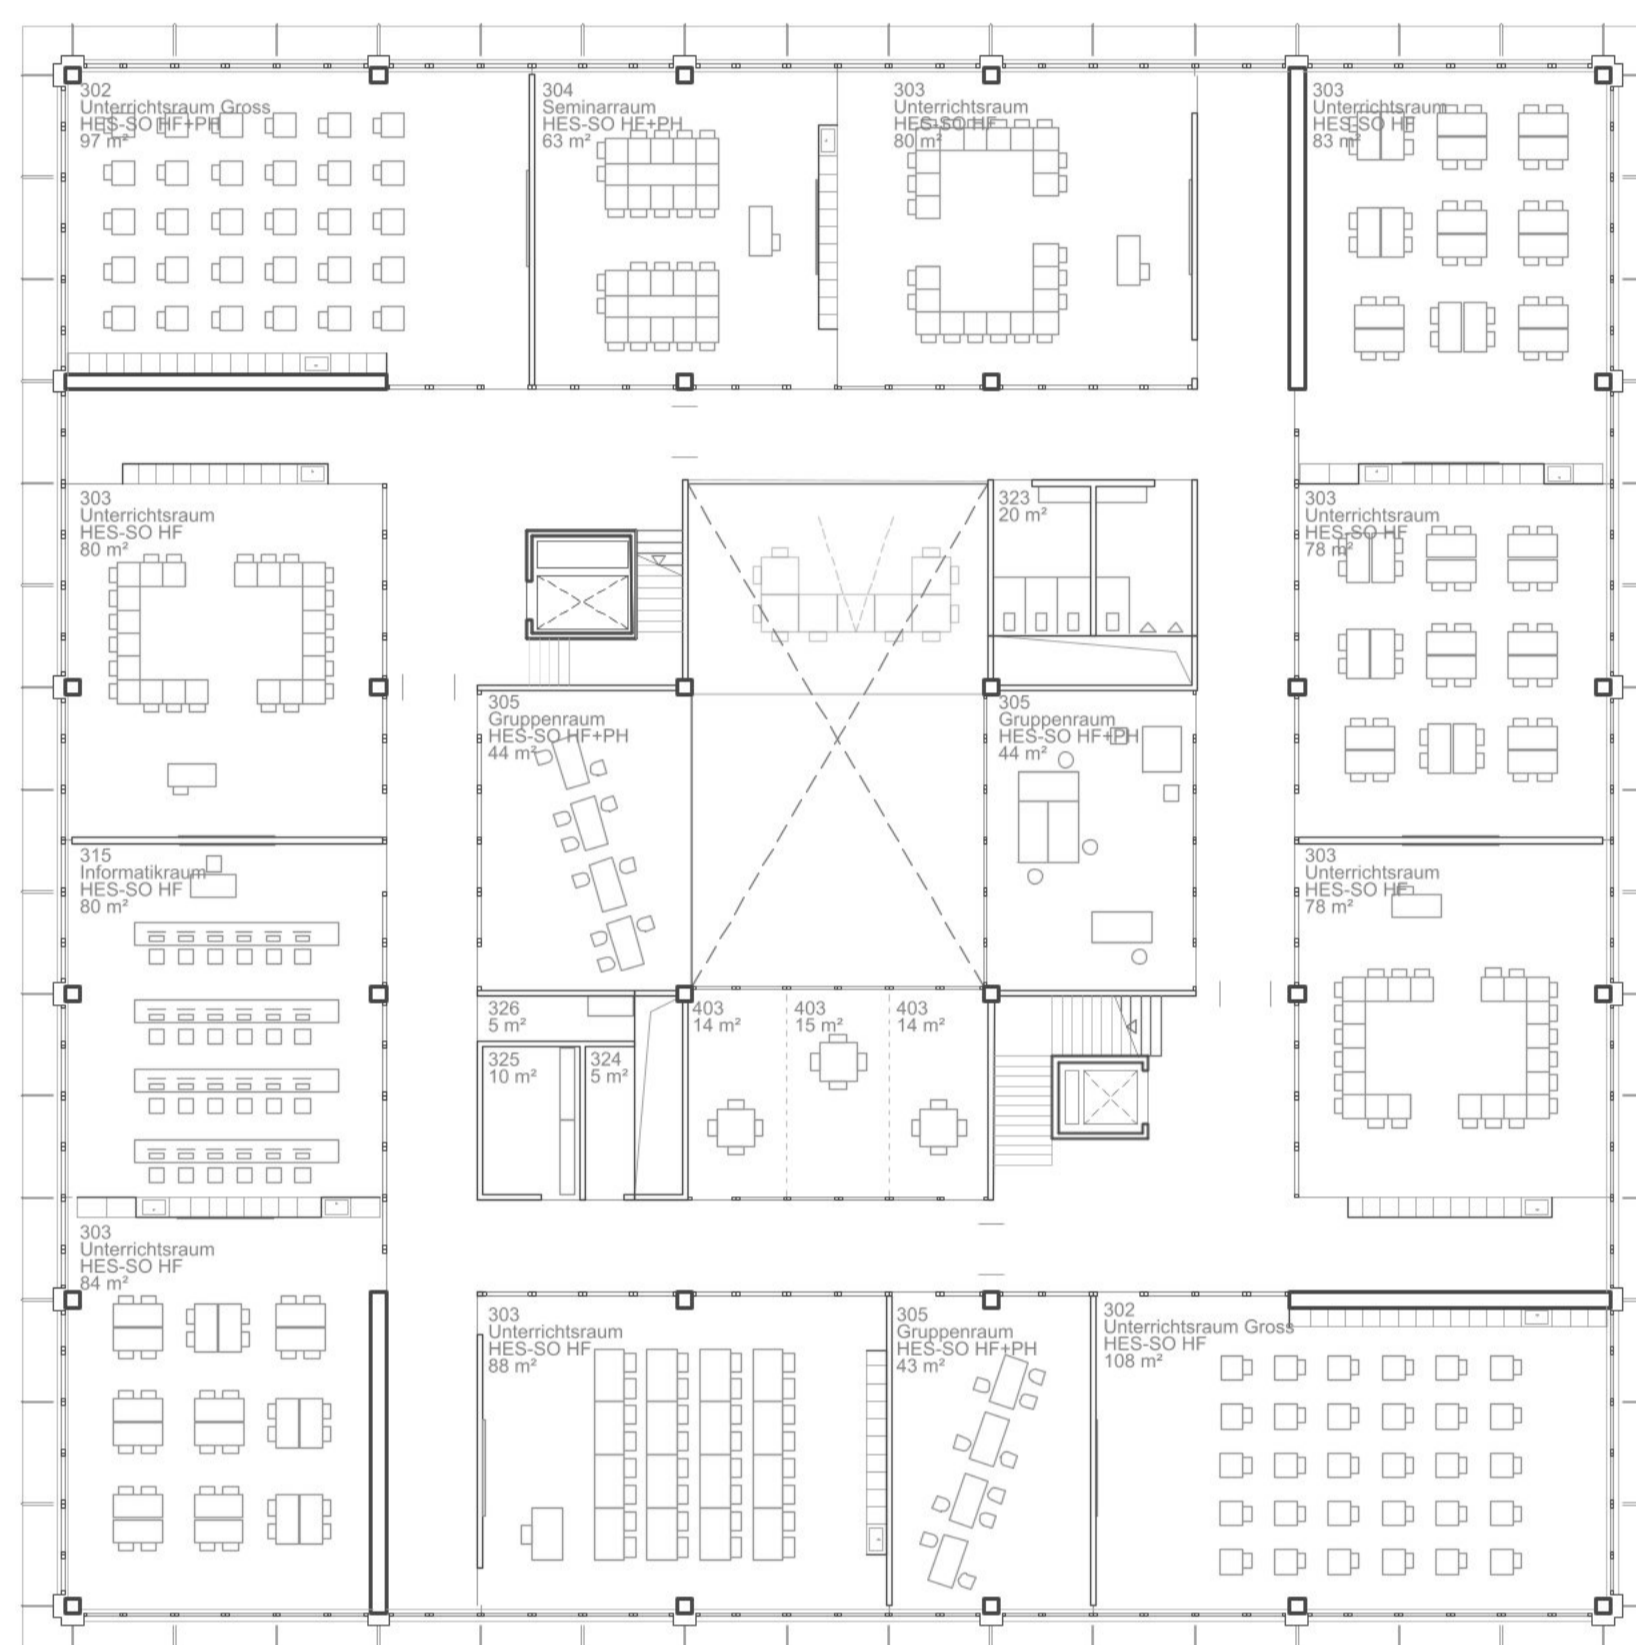 302
Unterrichtsraum Gross
HES-SO HF+PH
97 m²
304
Seminarraum
HES-SO HF+PH
63 m²
303
Unterrichtsraum
HES-SO HF
80 m²
303
Unterrichtsraum
HES-SO HF
83 m²
303
Unterrichtsraum
HES-SO HF
80 m²
323
20 m²
303
Unterrichtsraum
HES-SO HF
78 m²
305
Gruppenraum
HES-SO HF+PH
44 m²
305
Gruppenraum
HES-SO HF+PH
44 m²
315
Informatikraum
HES-SO HF
80 m²
303
Unterrichtsraum
HES-SO HF
78 m²
326
5 m²
403
14 m²
403
15 m²
403
14 m²
325
10 m²
324
5 m²
303
Unterrichtsraum
HES-SO HF
84 m²
303
Unterrichtsraum
HES-SO HF
88 m²
305
Gruppenraum
HES-SO HF+PH
43 m²
302
Unterrichtsraum Gross
HES-SO HF
108 m²